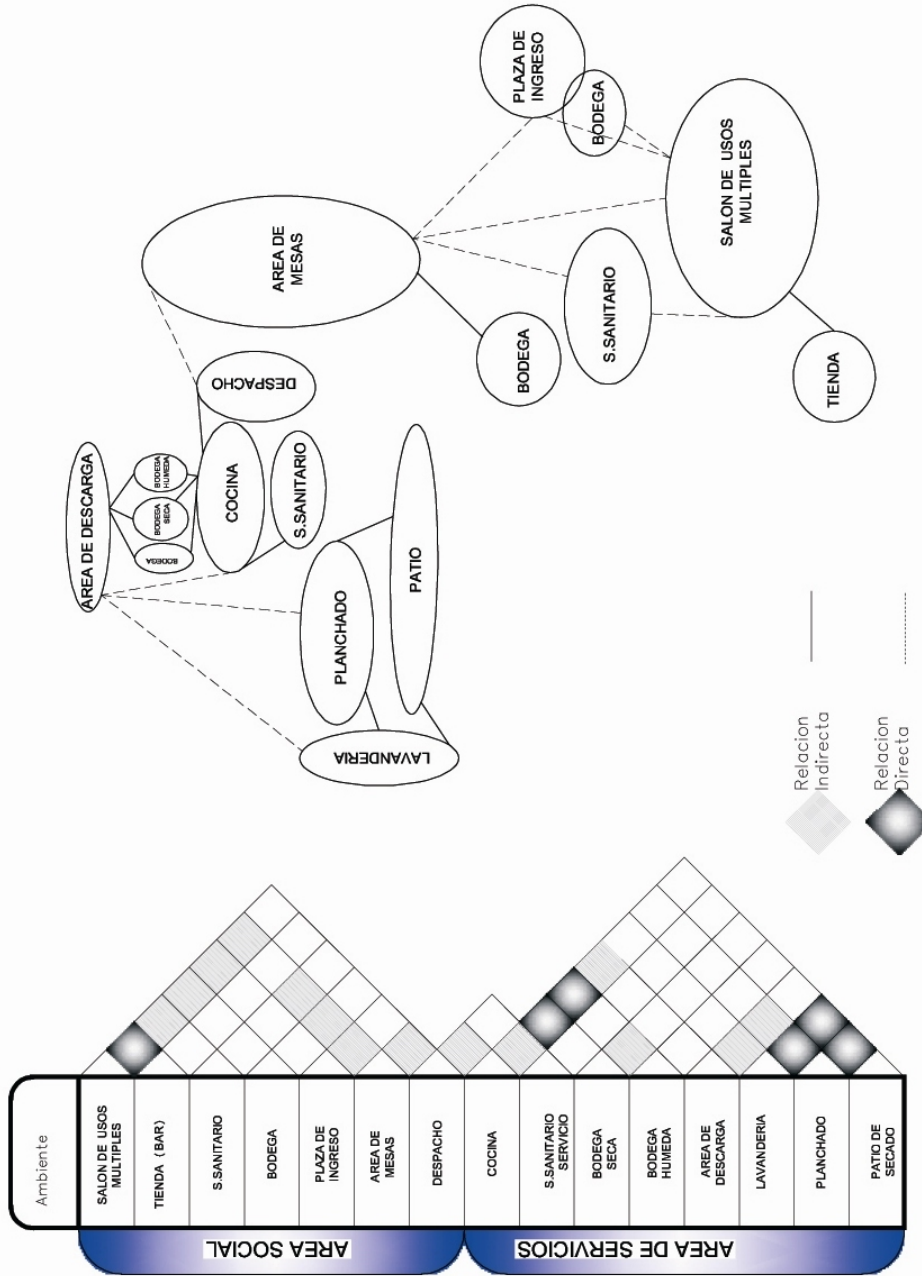 Ambiente
AREA SOCIAL
SALON DE USOS
MULTIPLES
TIENDA (BAR)
S.SANITARIO
BODEGA
PLAZA DE
INGRESO
AREA DE
MESAS
DESPACHO
AREA DE SERVICIOS
COCINA
S.SANITARIO
SERVICIO
BODEGA
SECA
BODEGA
HUMEDA
AREA DE
DESCARGA
LAVANDERIA
PLANCHADO
PATIO DE
SECADO
Relacion
Indirecta
Relacion
Directa
AREA DE DESCARGA
BODEGA
BODEGA
SECA
BODEGA
HUMEDA
COCINA
DESPACHO
S.SANITARIO
LAVANDERIA
PLANCHADO
PATIO
AREA DE
MESAS
BODEGA
S.SANITARIO
PLAZA DE
INGRESO
BODEGA
SALON DE USOS
MULTIPLES
TIENDA